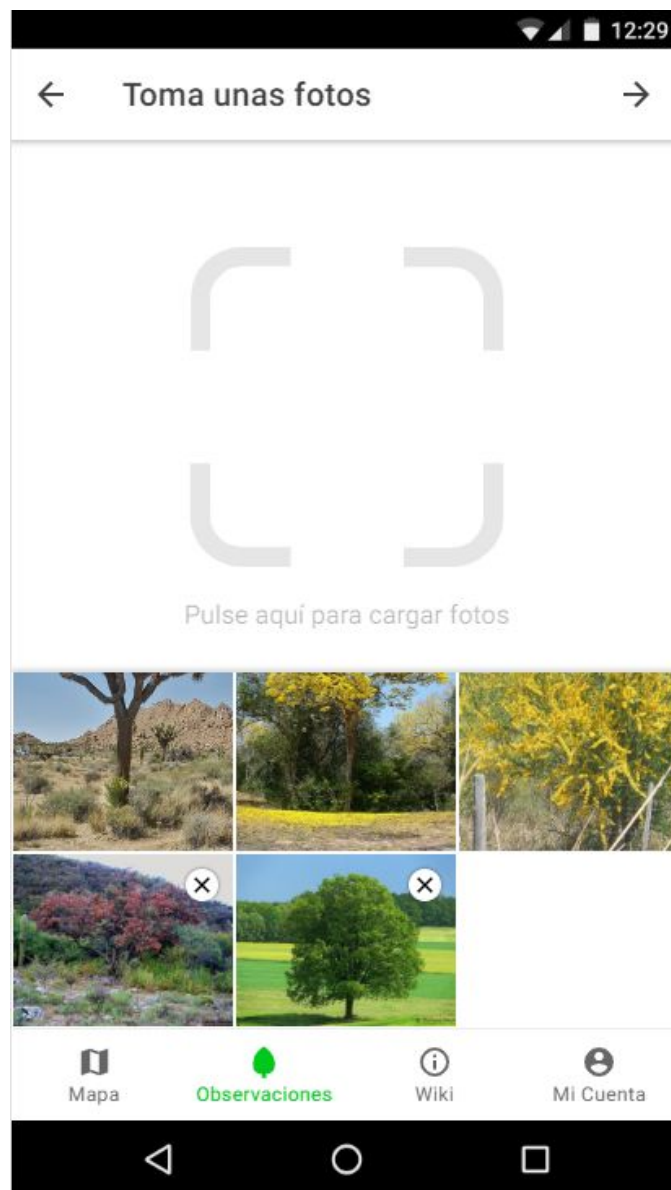 12:29
Toma unas fotos
Pulse aquí para cargar fotos
Mapa
Observaciones
Wiki
Mi Cuenta